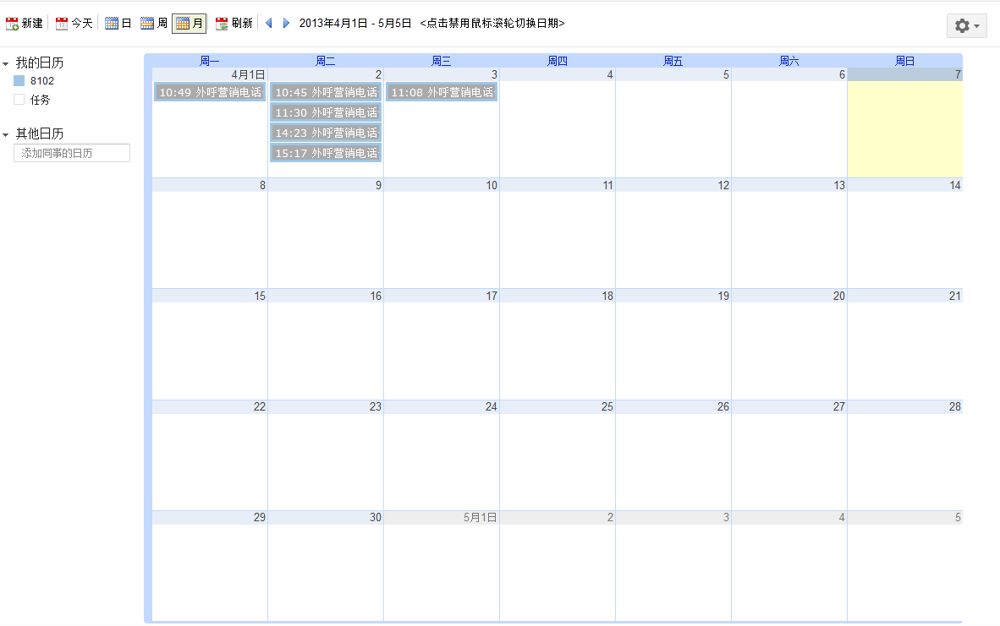 新建 今天 日 周 月 刷新 2013年4月1日 - 5月5日 <点击禁用鼠标滚轮切换日期>
我的日历
8102
任务
其他日历
添加同事的日历
周一 周二 周三 周四 周五 周六 周日
4月1日 2 3 4 5 6 7
10:49 外呼营销电话 10:45 外呼营销电话 11:08 外呼营销电话
11:30 外呼营销电话
14:23 外呼营销电话
15:17 外呼营销电话
8 9 10 11 12 13 14
15 16 17 18 19 20 21
22 23 24 25 26 27 28
29 30 5月1日 2 3 4 5